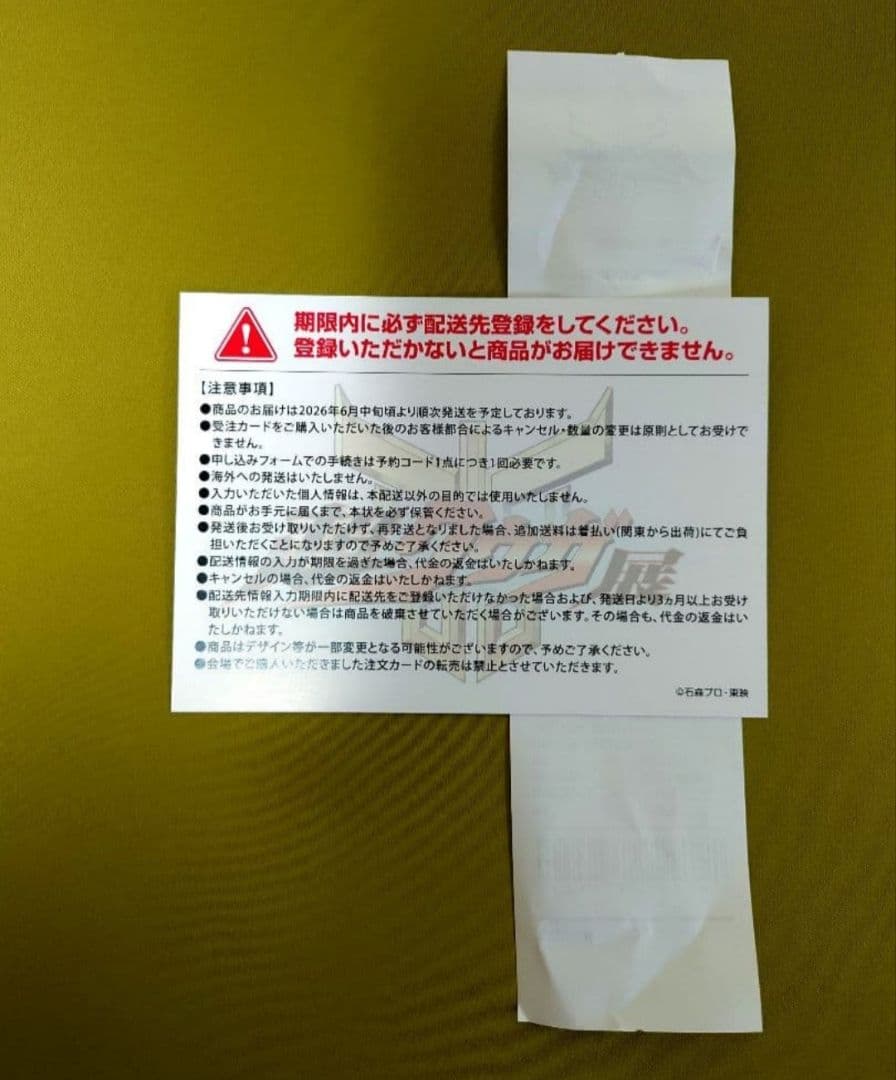 期限内に必ず配送先登録をしてください。
登録いただかないと商品がお届けできません。
【注意事項】
●商品のお届けは2026年6月中旬頃より順次発送を予定しております。
●受注カードをご購入いただいた後のお客様都合によるキャンセル・数量の変更は原則としてお受けで
きません。
●申し込みフォームでの手続きは予約コード1点につき1回必要です。
●海外への発送はいたしません。
●入力いただいた個人情報は、本配送以外の目的では使用いたしません。
●商品がお手元に届くまで、本状を必ず保管ください。
●発送後お受け取りいただけず、再発送となりました場合、追加送料は着払い(関東から出荷)にてご負
担いただくことになりますので予めご了承ください。
●配送情報の入力が期限を過ぎた場合、代金の返金はいたしかねます。
●キャンセルの場合、代金の返金はいたしかねます。
●配送先情報入力期限内に配送先をご登録いただけなかった場合および、発送日より3ヵ月以上お受け
取りいただけない場合は商品を破棄させていただく場合がございます。その場合も、代金の返金はい
たしかねます。
●商品はデザイン等が一部変更となる可能性がございますので、予めご了承ください。
●会場でご購入いただきました注文カードの転売は禁止とさせていただきます。
展
©石森プロ・東映